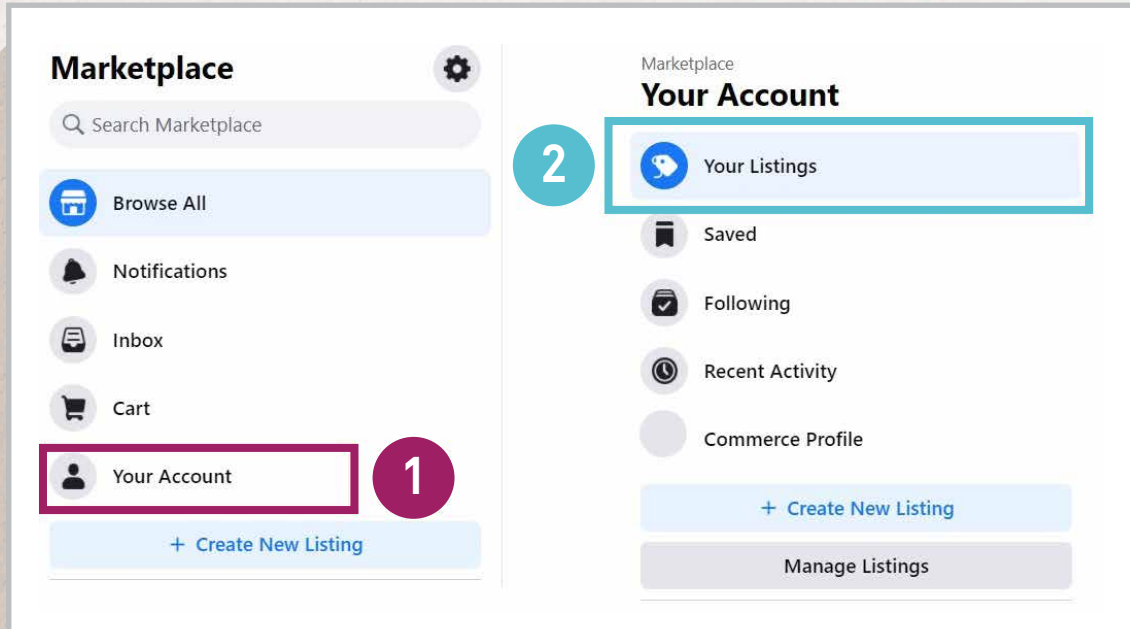 Marketplace
Search Marketplace
Browse All
Notifications
Inbox
Cart
Your Account
1
+ Create New Listing
Marketplace
Your Account
2
Your Listings
Saved
Following
Recent Activity
Commerce Profile
+ Create New Listing
Manage Listings